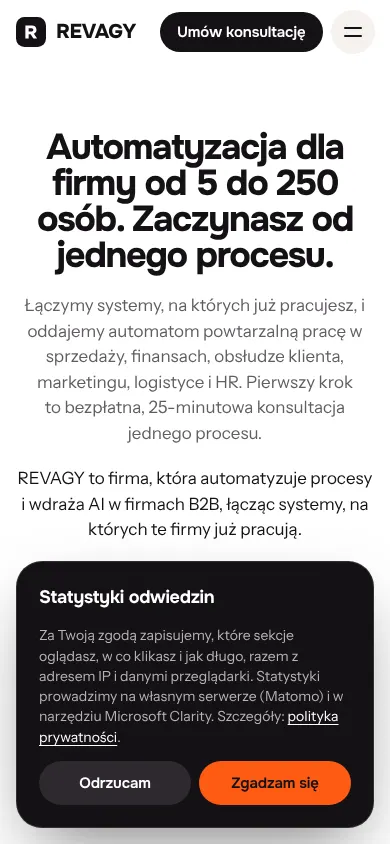 R REVAGY
Umów konsultację
Automatyzacja dla
firmy od 5 do 250
osób. Zaczynasz od
jednego procesu.
Łączymy systemy, na których już pracujesz, i
oddajemy automatom powtarzalną pracę w
sprzedaży, finansach, obsłudze klienta,
marketingu, logistyce i HR. Pierwszy krok
to bezpłatna, 25-minutowa konsultacja
jednego procesu.
REVAGY to firma, która automatyzuje procesy
i wdraża AI w firmach B2B, łącząc systemy, na
których te firmy już pracują.
Statystyki odwiedzin
Za Twoją zgodą zapisujemy, które sekcje
oglądasz, w co klikasz i jak długo, razem z
adresem IP i danymi przeglądarki. Statystyki
prowadzimy na własnym serwerze (Matomo) i w
narzędziu Microsoft Clarity. Szczegóły: polityka
prywatności.
Odrzucam
Zgadzam się